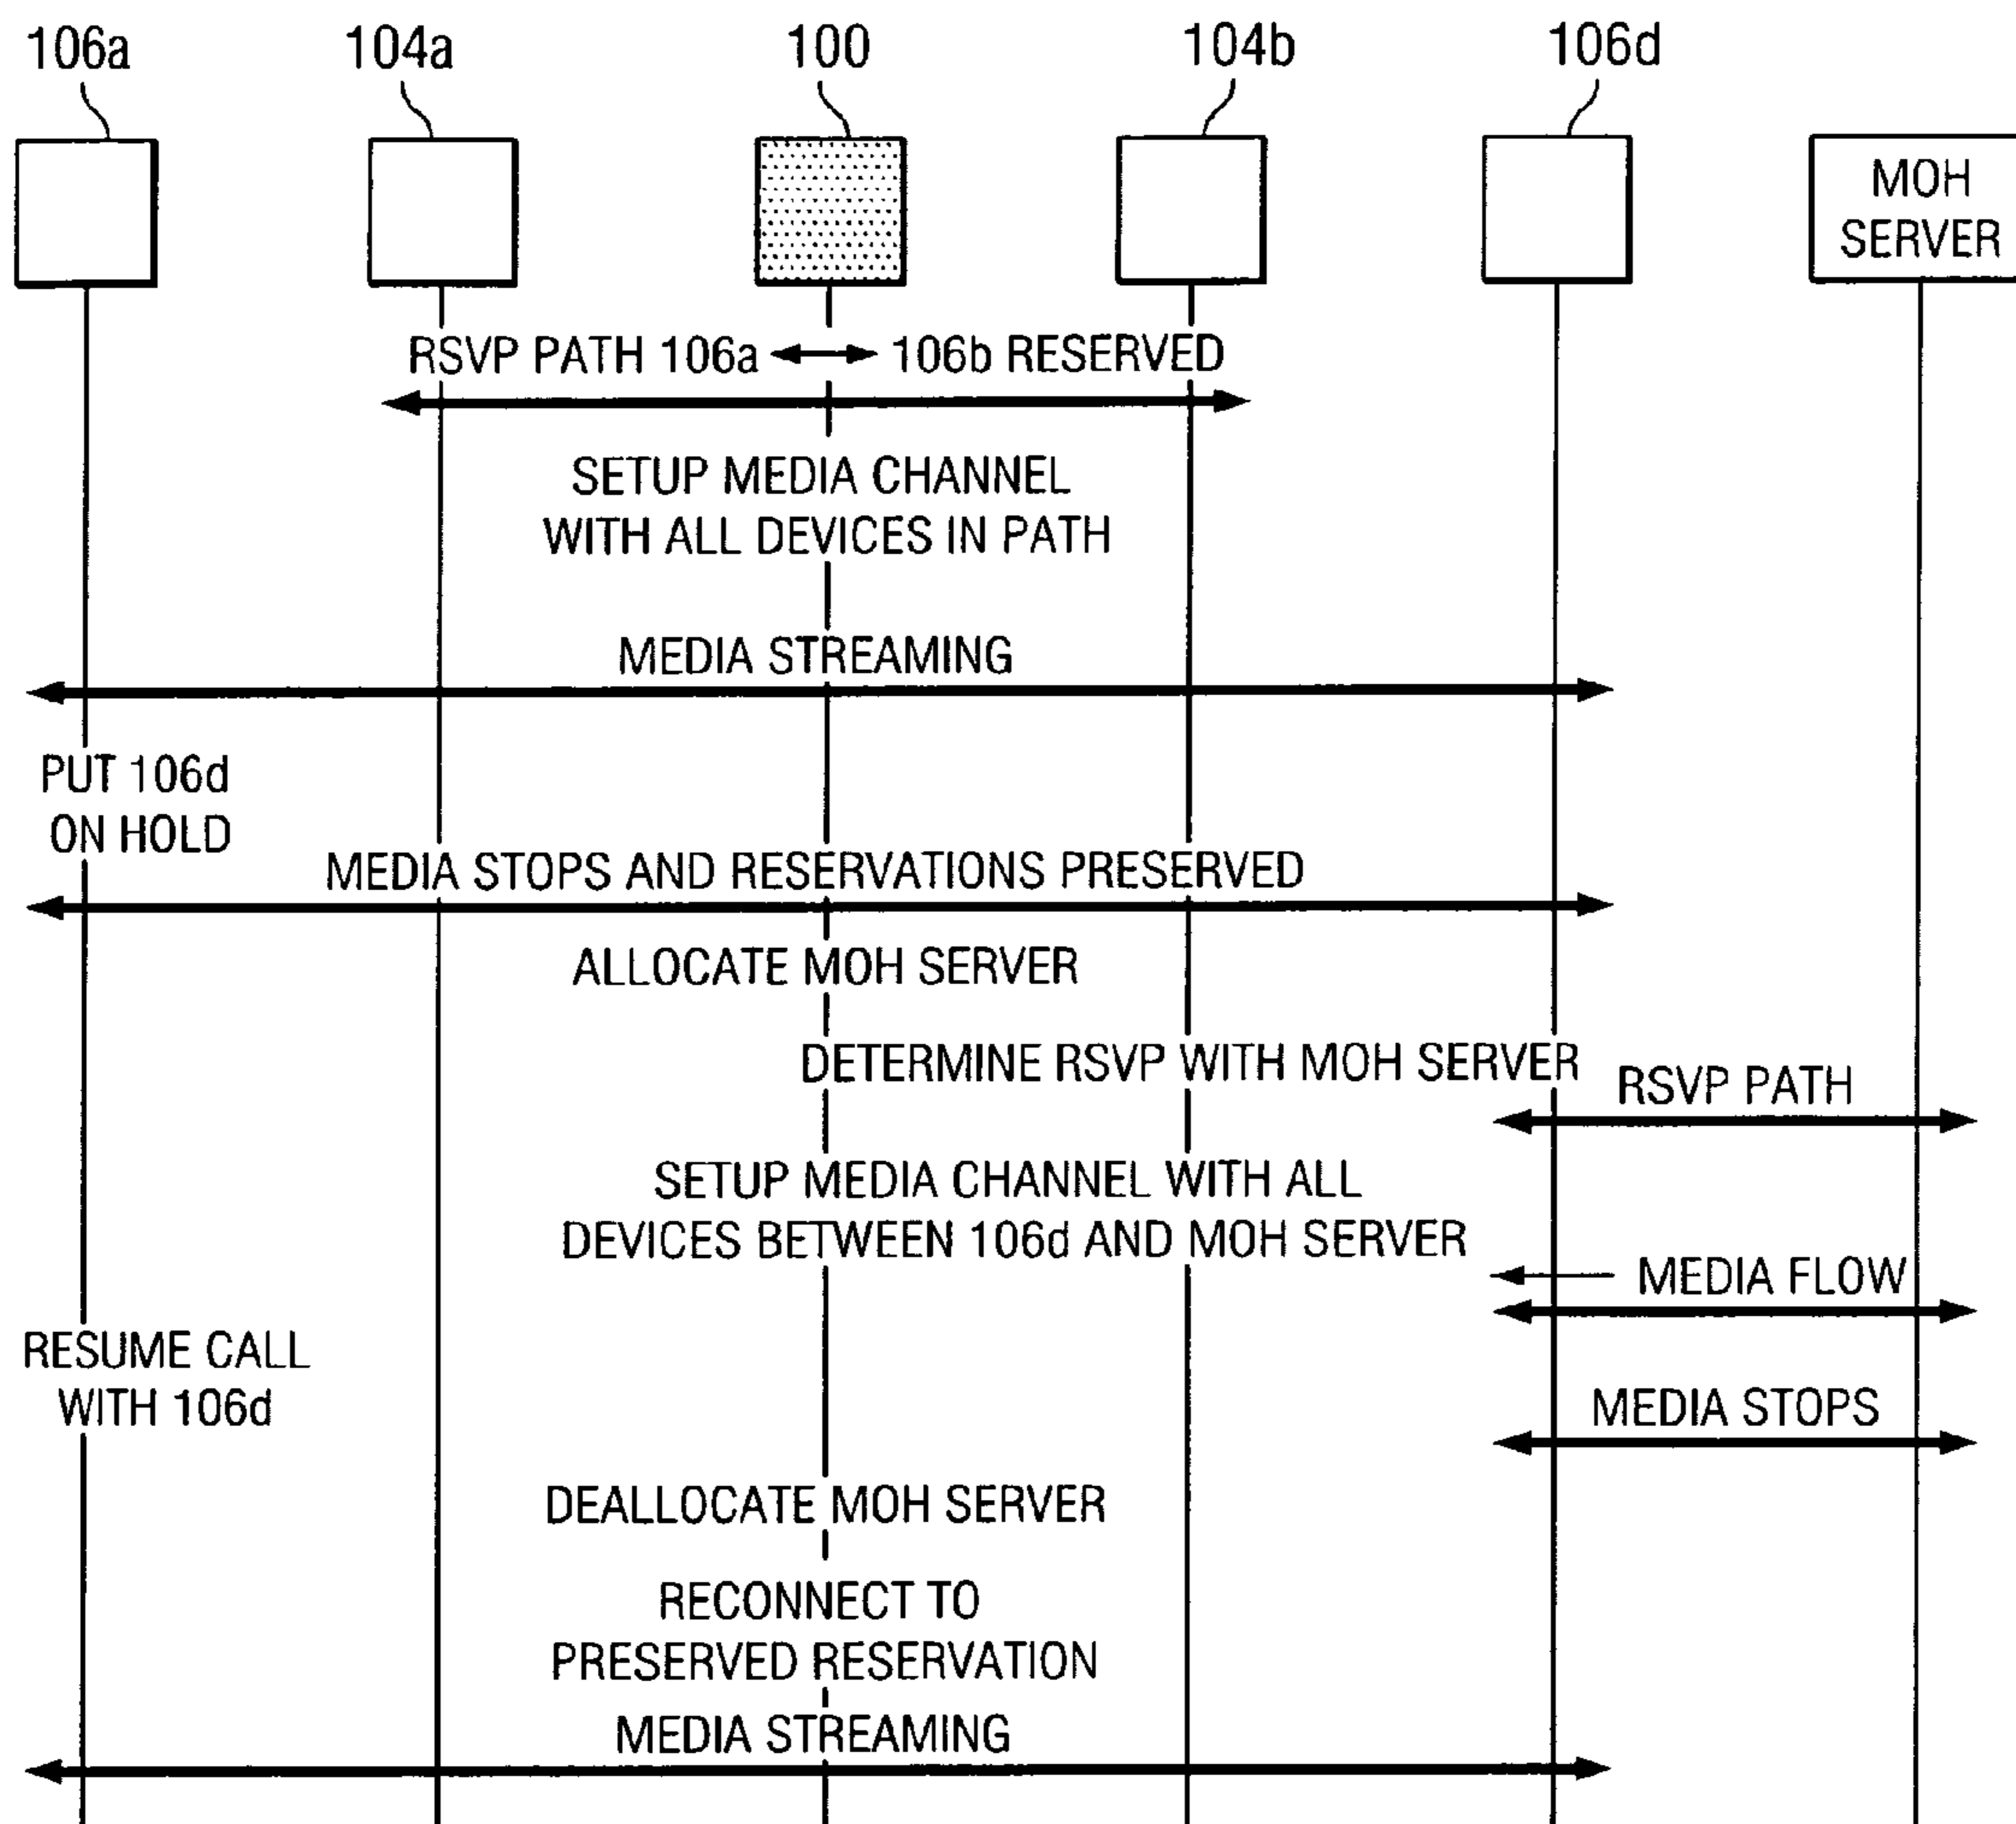 106a 104a 100 104b 106d
MOH
SERVER
RSVP PATH 106a 106b RESERVED
SETUP MEDIA CHANNEL
WITH ALL DEVICES IN PATH
MEDIA STREAMING
PUT 106d
ON HOLD
MEDIA STOPS AND RESERVATIONS PRESERVED
ALLOCATE MOH SERVER
DETERMINE RSVP WITH MOH SERVER
RSVP PATH
SETUP MEDIA CHANNEL WITH ALL
DEVICES BETWEEN 106d AND MOH SERVER
MEDIA FLOW
RESUME CALL
WITH 106d
MEDIA STOPS
DEALLOCATE MOH SERVER
RECONNECT TO
PRESERVED RESERVATION
MEDIA STREAMING